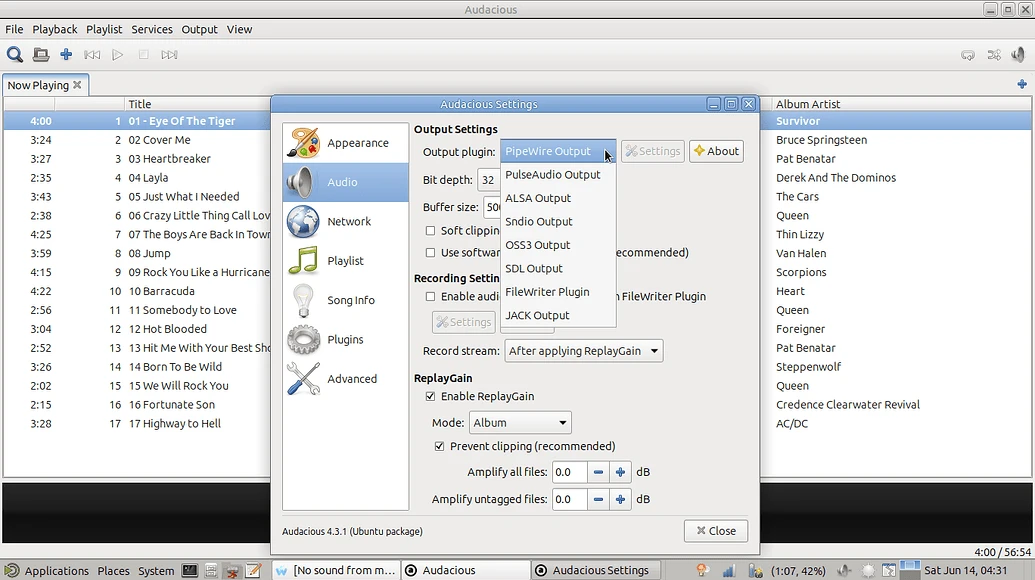 Audacious
File Playback Playlist Services Output View
Now Playing
Title
Album Artist
4:00 1 01 - Eye Of The Tiger Survivor
3:24 2 02 Cover Me Bruce Springsteen
3:27 3 03 Heartbreaker Pat Benatar
2:35 4 04 Layla Derek And The Dominos
3:43 5 05 Just What I Needed The Cars
2:38 6 06 Crazy Little Thing Call Lov Queen
4:25 7 07 The Boys Are Back In Town Thin Lizzy
3:59 8 08 Jump Van Halen
4:15 9 09 Rock You Like a Hurricane Scorpions
4:22 10 10 Barracuda Heart
2:56 11 11 Somebody to Love Queen
3:04 12 12 Hot Blooded Foreigner
2:52 13 13 Hit Me With Your Best Sho Pat Benatar
3:26 14 14 Born To Be Wild Steppenwolf
2:02 15 15 We Will Rock You Queen
2:15 16 16 Fortunate Son Credence Clearwater Revival
3:28 17 17 Highway to Hell AC/DC
Audacious Settings
Appearance
Audio
Network
Playlist
Song Info
Plugins
Advanced
Output Settings
Output plugin: PipeWire Output Settings About
PulseAudio Output
ALSA Output
Sndio Output
OSS3 Output
SDL Output
FileWriter Plugin
JACK Output
Bit depth: 32
Buffer size: 500
Soft clippin
Use softwar ecommended)
Recording Settin
Enable audi n FileWriter Plugin
Settings
Record stream: After applying ReplayGain
ReplayGain
Enable ReplayGain
Mode: Album
Prevent clipping (recommended)
Amplify all files: 0.0 dB
Amplify untagged files: 0.0 dB
Audacious 4.3.1 (Ubuntu package)
Close
4:00 / 56:54
Applications Places System [No sound from m... Audacious Audacious Settings (1:07, 42%) Sat Jun 14, 04:31